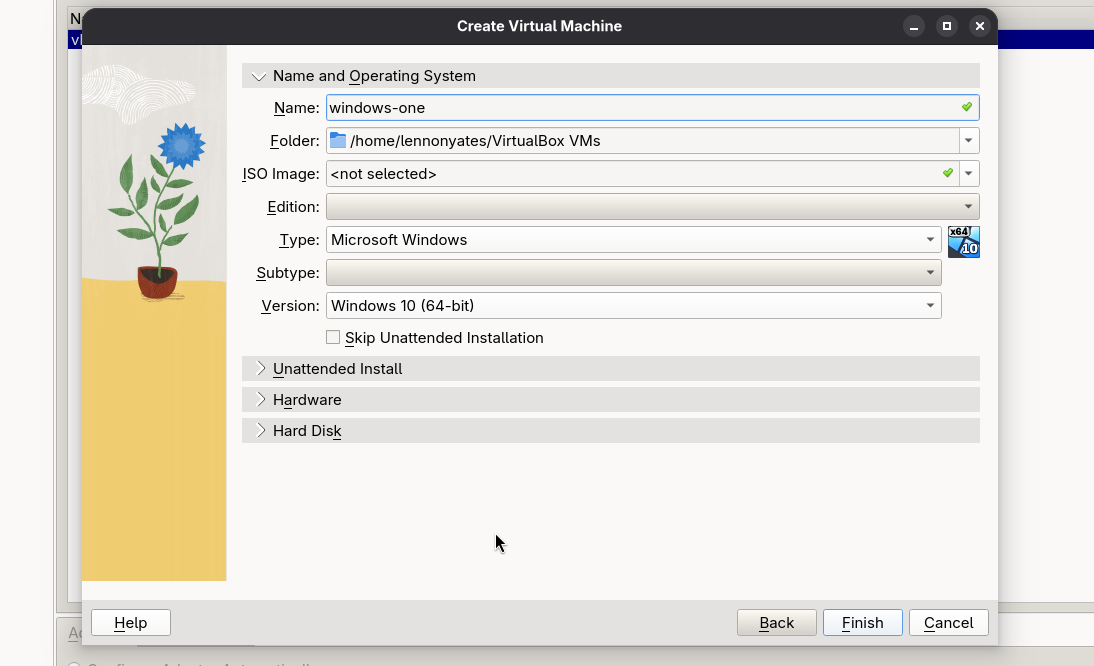 Create Virtual Machine
Name and Operating System
Name: windows-one
Folder: /home/lennonyates/VirtualBox VMs
ISO Image: <not selected>
Edition:
Type: Microsoft Windows
x64
10
Subtype:
Version: Windows 10 (64-bit)
Skip Unattended Installation
Unattended Install
Hardware
Hard Disk
Help Back Finish Cancel